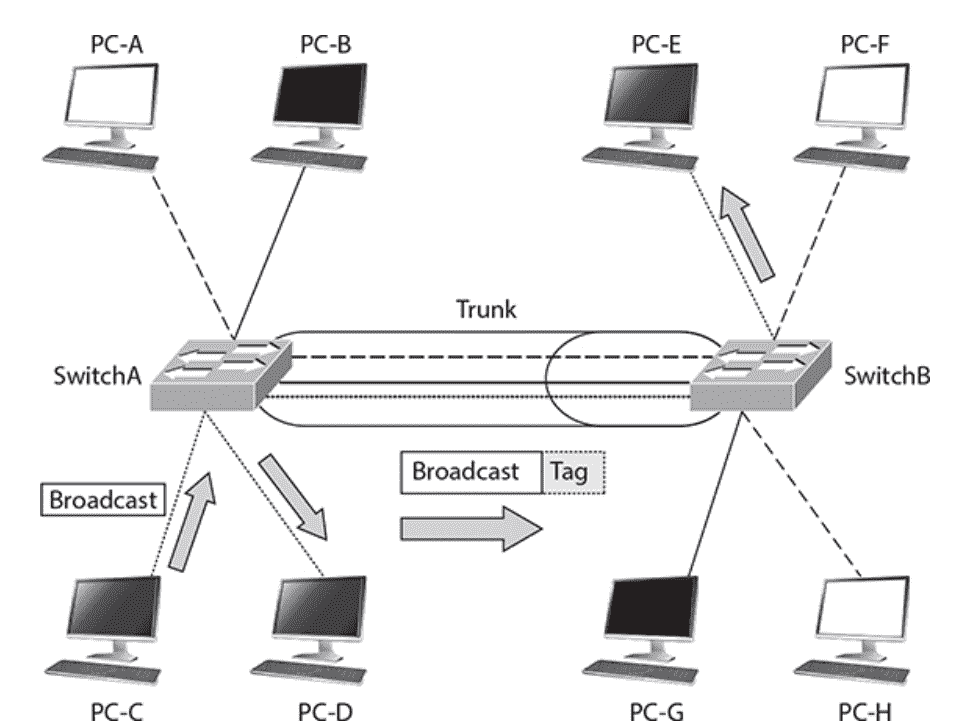 PC-A
PC-B
PC-E
PC-F
Trunk
SwitchA
SwitchB
Broadcast
Broadcast Tag
PC-C
PC-D
PC-G
PC-H